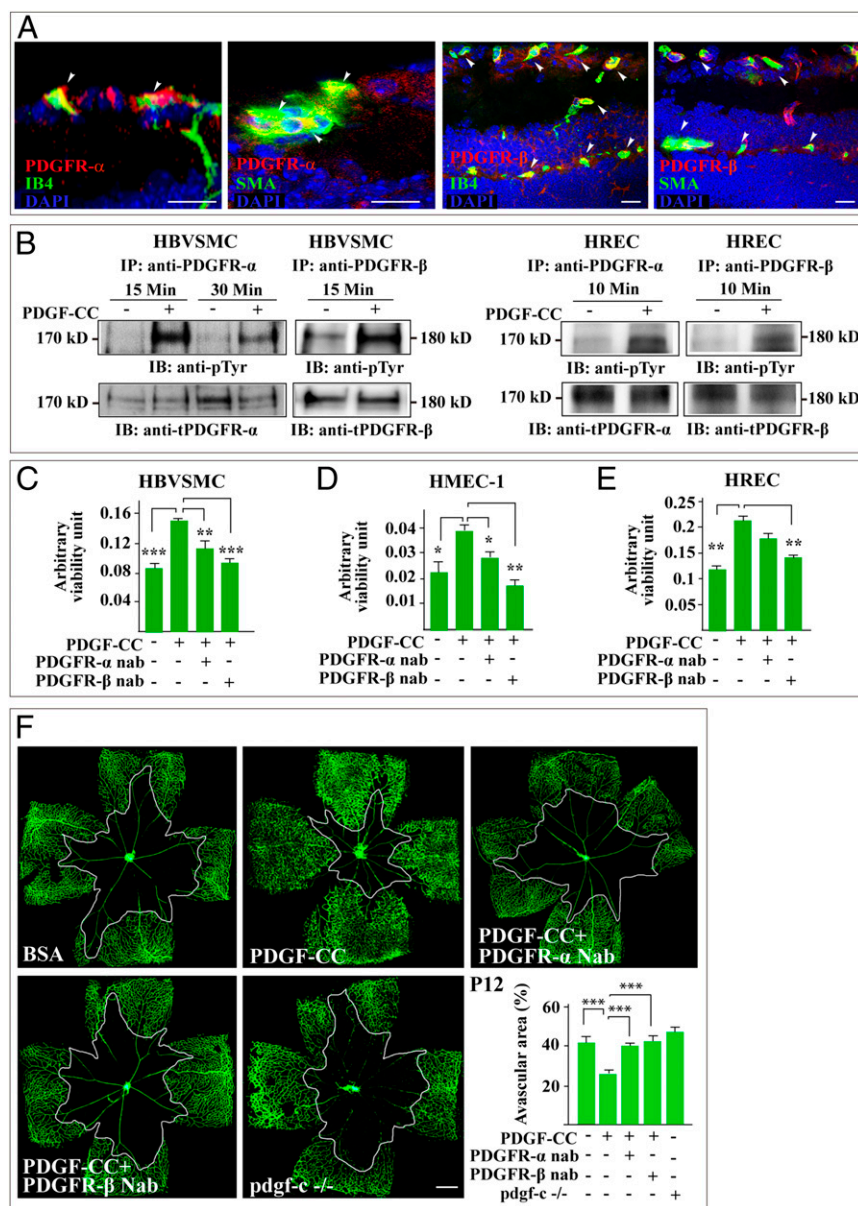 A
PDGFR-α
IB4
DAPI
PDGFR-α
SMA
DAPI
PDGFR-β
IB4
DAPI
PDGFR-β
SMA
DAPI
B
HBVSMC HBVSMC HREC HREC
IP: anti-PDGFR-α IP: anti-PDGFR-β IP: anti-PDGFR-α IP: anti-PDGFR-β
15 Min 30 Min 15 Min 10 Min 10 Min
PDGF-CC - + - + - + PDGF-CC - + - +
170 kD 180 kD 170 kD 180 kD
IB: anti-pTyr IB: anti-pTyr IB: anti-pTyr IB: anti-pTyr
170 kD 180 kD 170 kD 180 kD
IB: anti-tPDGFR-α IB: anti-tPDGFR-β IB: anti-tPDGFR-α IB: anti-tPDGFR-β
C
HBVSMC
Arbitrary viability unit
0.16
0.12
0.08
0.04
*** ** ***
D
HMEC-1
Arbitrary viability unit
0.04
0.03
0.02
0.01
* * **
E
HREC
Arbitrary viability unit
0.25
0.2
0.15
0.1
0.05
** **
PDGF-CC - + + + PDGF-CC - + + + PDGF-CC - + + +
PDGFR-α nab - - + - PDGFR-α nab - - + - PDGFR-α nab - - + -
PDGFR-β nab - - - + PDGFR-β nab - - - + PDGFR-β nab - - - +
F
BSA
PDGF-CC
PDGF-CC+
PDGFR-α Nab
PDGF-CC+
PDGFR-β Nab
pdgf-c -/-
P12
Avascular area (%)
60
40
20
*** *** ***
PDGF-CC - + + + -
PDGFR-α nab - - + - -
PDGFR-β nab - - - + -
pdgf-c -/- - - - - +